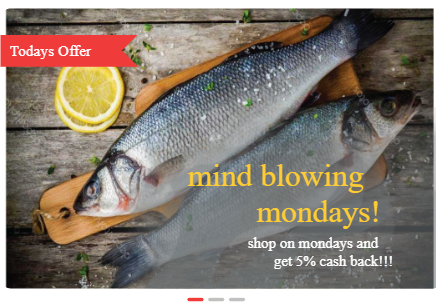 Todays Offer
mind blowing
mondays!
shop on mondays and
get 5% cash back!!!